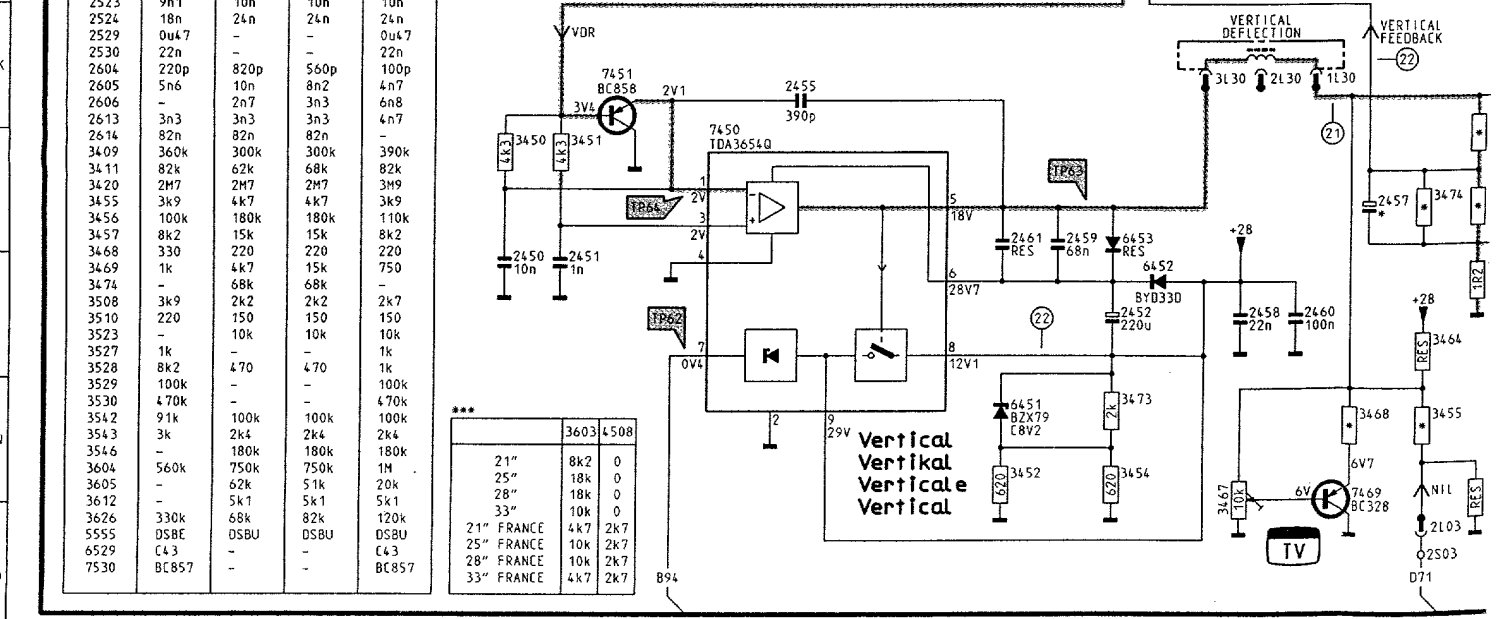 2523 9n1 10n 10n 10n
2524 18n 24n 24n 24n
2529 0u47 - - 0u47
2530 22n - - 22n
2604 220p 820p 560p 100p
2605 5n6 10n 8n2 4n7
2606 - 2n7 3n3 6n8
2613 3n3 3n3 3n3 4n7
2614 82n 82n 82n -
3409 360k 300k 300k 390k
3411 82k 62k 68k 82k
3420 2M7 2M7 2M7 3M9
3455 3k9 4k7 4k7 3k9
3456 100k 180k 180k 110k
3457 8k2 15k 15k 8k2
3468 330 220 220 220
3469 1k 4k7 15k 750
3474 - 68k 68k -
3508 3k9 2k2 2k2 2k7
3510 220 150 150 150
3523 - 10k 10k 10k
3527 1k - - 1k
3528 8k2 470 470 1k
3529 100k - - 100k
3530 470k - - 470k
3542 91k 100k 100k 100k
3543 3k 2k4 2k4 2k4
3546 - 180k 180k 180k
3604 560k 750k 750k 1M
3605 - 62k 51k 20k
3612 - 5k1 5k1 5k1
3626 330k 68k 82k 120k
5555 DSBE DSBU DSBU DSBU
6529 C43 - - C43
7530 BC857 - - BC857
***
3603 4508
21" 8k2 0
25" 18k 0
28" 18k 0
33" 10k 0
21" FRANCE 4k7 2k7
25" FRANCE 10k 2k7
28" FRANCE 10k 2k7
33" FRANCE 4k7 2k7
VDR
7451
BC858
2V1
3V4
2455
390p
3450
4k3
3451
4k3
7450
TDA3654Q
1
2V
TP64
3
2V
4
2450
10n
2451
1n
TP62
7
0V4
2
9
29V
B94
5
18V
6
28V7
8
12V1
-
+
TP63
2461
RES
2459
68n
6453
RES
6452
BYD33D
2452
220u
22
+28
2458
22n
2460
100n
6451
BZX79
C8V2
3473
2k
3452
620
3454
620
Vertical
Vertikal
Verticale
Vertical
VERTICAL
DEFLECTION
3L30 2L30 1L30
VERTICAL
FEEDBACK
22
21
*
2457
*
3474
*
*
1R2
+28
3464
RES
3468
*
3455
*
3467
10k
6V7
6V
7469
BC328
TV
NIL
RES
2L03
2S03
D71